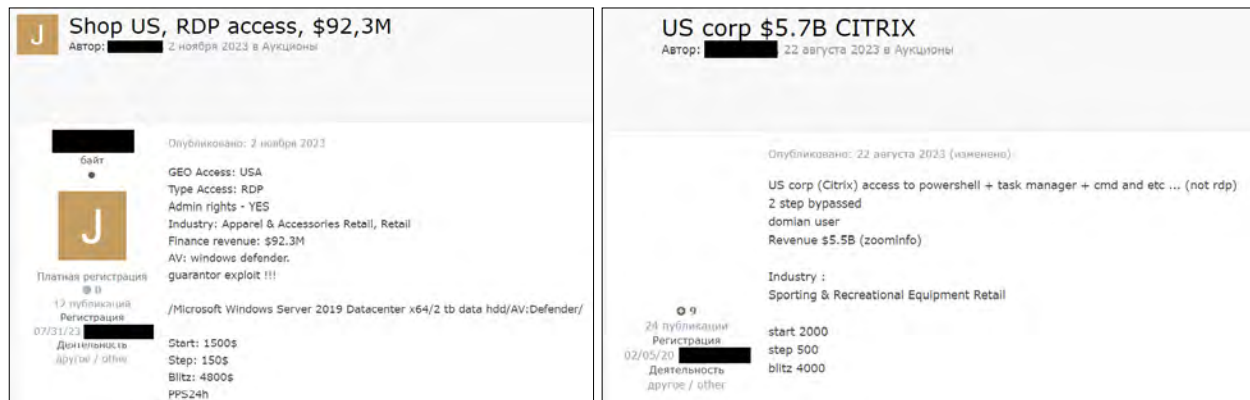 J
Shop US, RDP access, $92,3M
Автор: 2 ноября 2023 в Аукционы
Опубликовано: 2 ноября 2023
байт
GEO Access: USA
Type Access: RDP
Admin rights - YES
J
Industry: Apparel & Accessories Retail, Retail
Finance revenue: $92.3M
AV: windows defender.
Платная регистрация
guarantor exploit !!!
0
12 публикаций
/Microsoft Windows Server 2019 Datacenter x64/2 tb data hdd/AV:Defender/
Регистрация
07/31/23
Деятельность
Start: 1500$
другое / other
Step: 150$
Blitz: 4800$
PPS24h
US corp $5.7B CITRIX
Автор: 22 августа 2023 в Аукционы
Опубликовано: 22 августа 2023 (изменено)
US corp (Citrix) access to powershell + task manager + cmd and etc ... (not rdp)
2 step bypassed
domian user
Revenue $5.5B (zoominfo)
Industry :
Sporting & Recreational Equipment Retail
9
24 публикации
start 2000
Регистрация
step 500
02/05/20
Деятельность
blitz 4000
другое / other